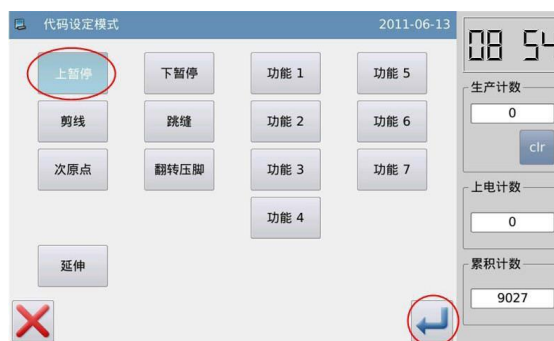 代码设定模式 2011-06-13
08 54
上暂停 下暂停 功能 1 功能 5
生产计数
0
剪线 跳缝 功能 2 功能 6
clr
次原点 翻转压脚 功能 3 功能 7
上电计数
功能 4
0
延伸
累积计数
9027